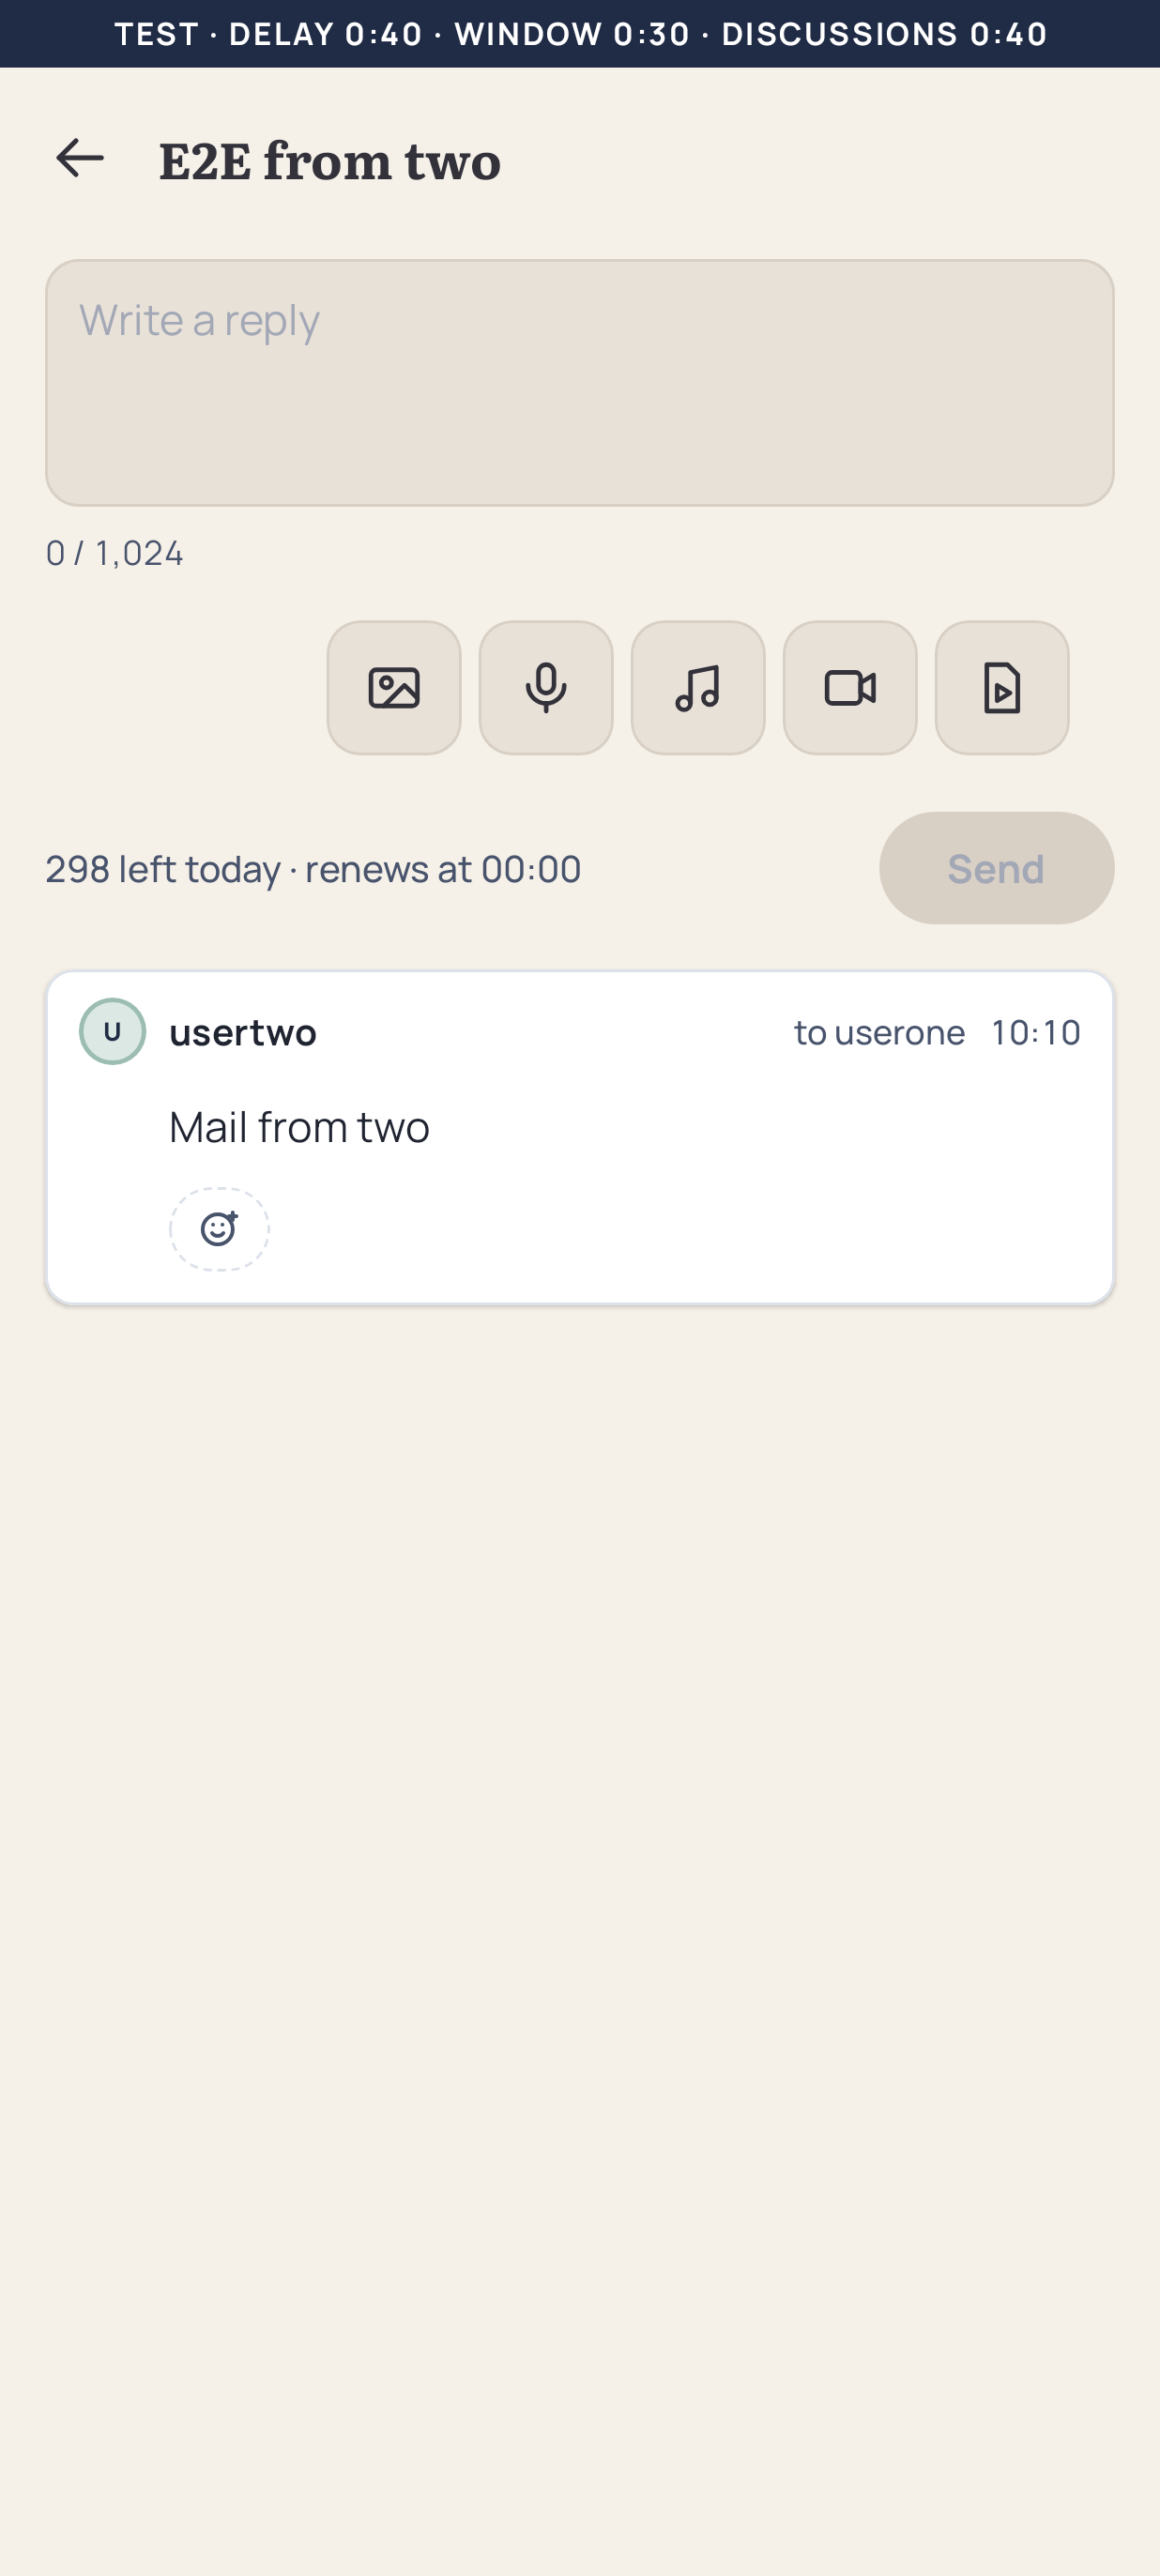 TEST · DELAY 0:40 · WINDOW 0:30 · DISCUSSIONS 0:40
E2E from two
Write a reply
0 / 1,024
298 left today · renews at 00:00
Send
U
usertwo
to userone 10:10
Mail from two